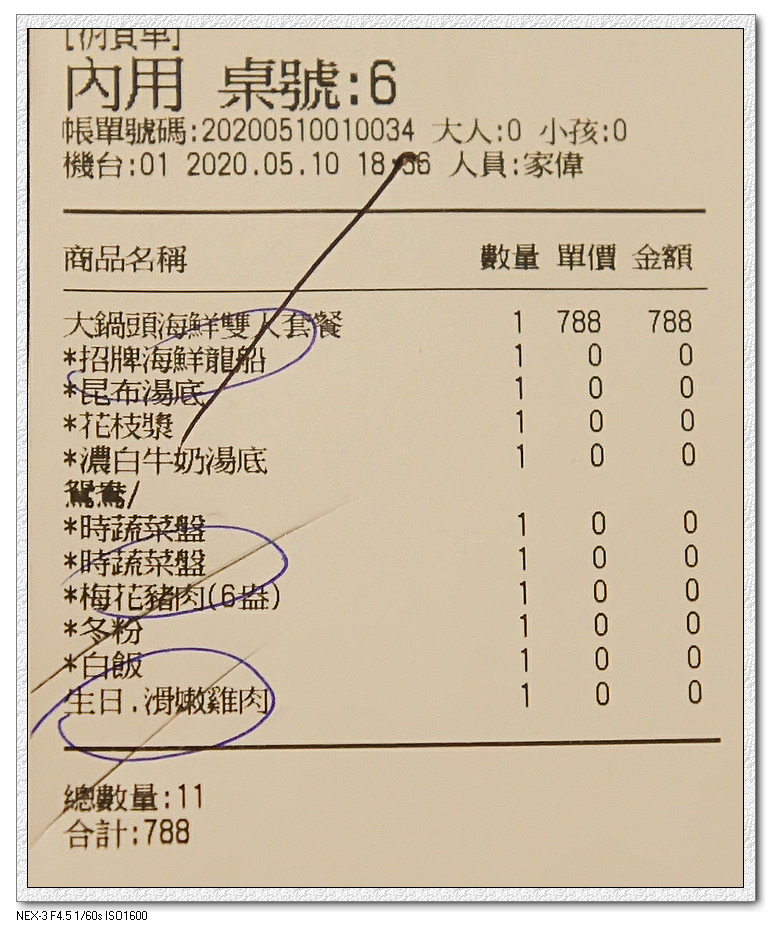 內用 桌號:6
帳單號碼:20200510010034 大人:0 小孩:0
機台:01 2020.05.10 18:36 人員:家偉
商品名稱 數量 單價 金額
大鍋頭海鮮雙人套餐 1 788 788
*招牌海鮮龍船 1 0 0
*昆布湯底 1 0 0
*花枝漿 1 0 0
*濃白牛奶湯底 1 0 0
鴛鴦/
*時蔬菜盤 1 0 0
*時蔬菜盤 1 0 0
*梅花豬肉(6盎) 1 0 0
*冬粉 1 0 0
*白飯 1 0 0
生日.滑嫩雞肉 1 0 0
總數量:11
合計:788
NEX-3 F4.5 1/60s ISO1600